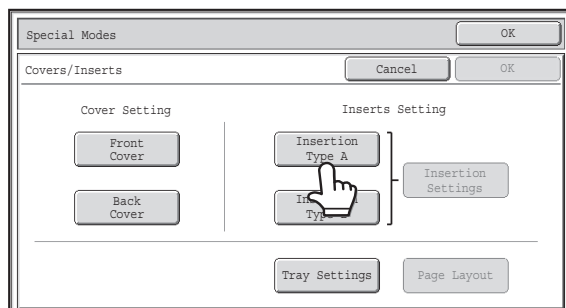 Special Modes
OK
Covers/Inserts
Cancel
OK
Cover Setting
Inserts Setting
Front
Cover
Insertion
Type A
Insertion
Settings
Back
Cover
Tray Settings
Page Layout